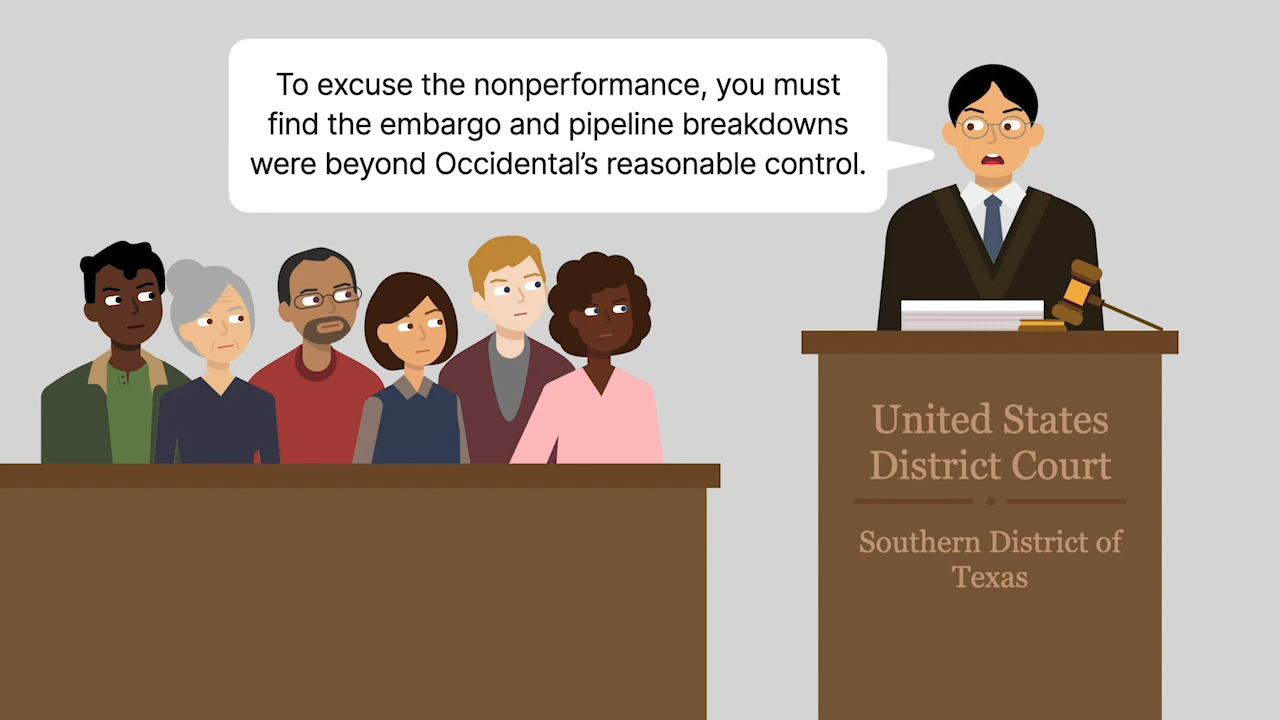 To excuse the nonperformance, you must
find the embargo and pipeline breakdowns
were beyond Occidental’s reasonable control.
United States
District Court
Southern District of
Texas